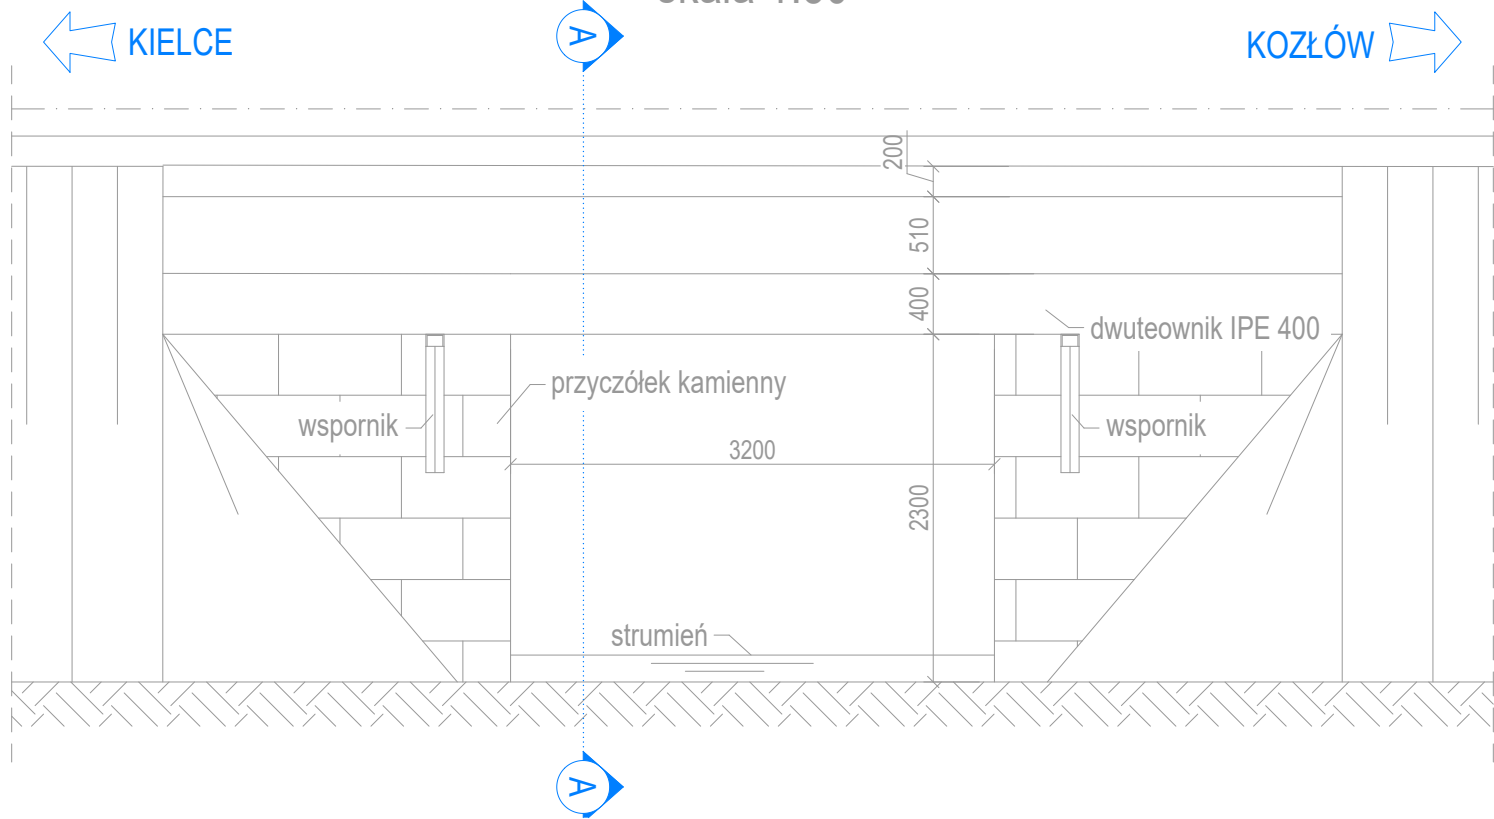 KIELCE
A
KOZŁÓW
200
510
400
dwuteownik IPE 400
przyczółek kamienny
wspornik
wspornik
3200
2300
strumień
A